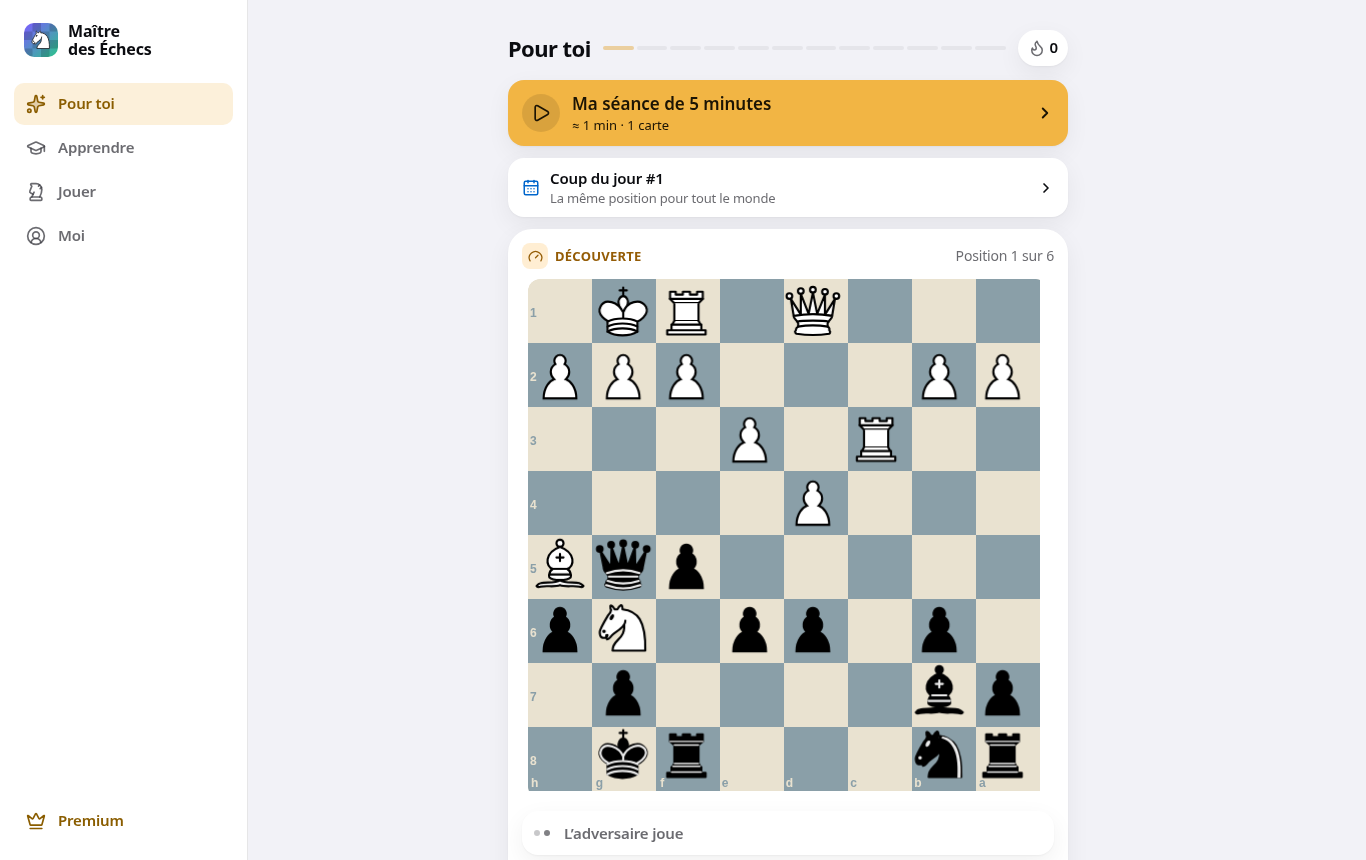 Maître
des Échecs
Pour toi
Apprendre
Jouer
Moi
Premium
Pour toi
0
Ma séance de 5 minutes
≈ 1 min · 1 carte
Coup du jour #1
La même position pour tout le monde
DÉCOUVERTE
Position 1 sur 6
1
2
3
4
5
6
7
8
h g f e d c b a
L’adversaire joue